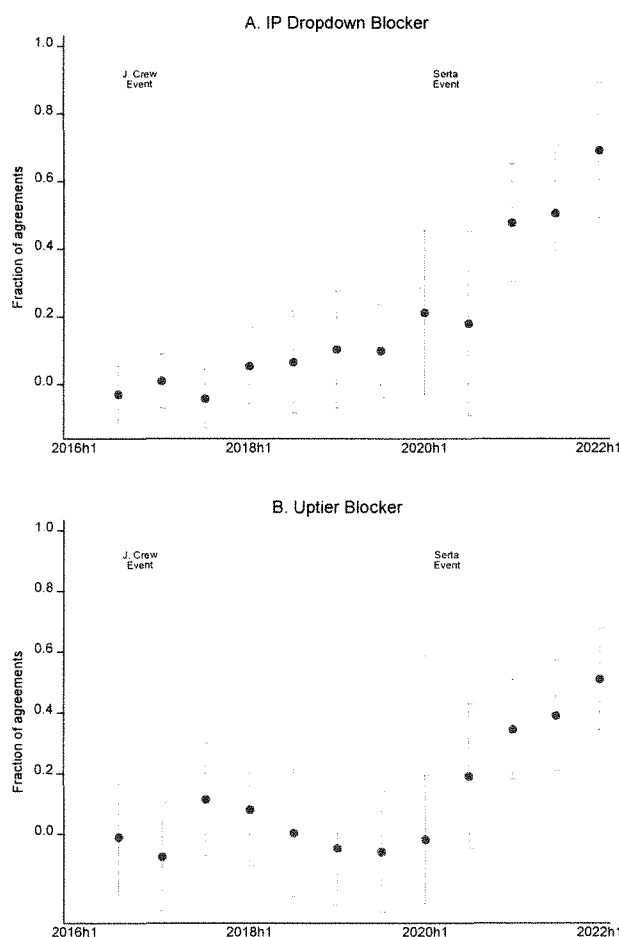 A. IP Dropdown Blocker
1.0
J. Crew
Event
Serta
Event
0.8
0.6
0.4
0.2
0.0
Fraction of agreements
2016h1
2018h1
2020h1
2022h1
B. Uptier Blocker
1.0
J. Crew
Event
Serta
Event
0.8
0.6
0.4
0.2
0.0
Fraction of agreements
2016h1
2018h1
2020h1
2022h1